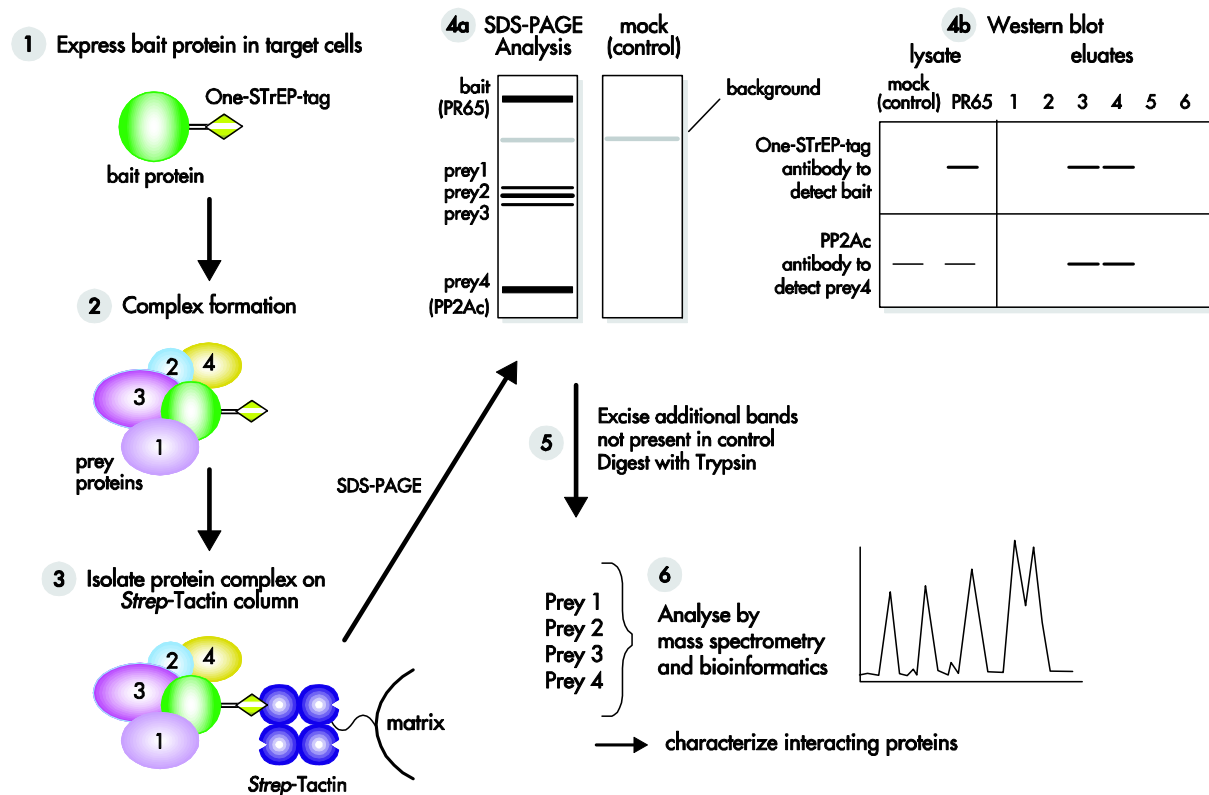 1 Express bait protein in target cells
One-STrEP-tag
bait protein
2 Complex formation
2 4
3
1
prey
proteins
3 Isolate protein complex on
Strep-Tactin column
2 4
3
1
matrix
Strep-Tactin
SDS-PAGE
4a SDS-PAGE
Analysis
mock
(control)
bait
(PR65)
background
prey1
prey2
prey3
prey4
(PP2Ac)
4b Western blot
lysate eluates
mock
(control) PR65 1 2 3 4 5 6
One-STrEP-tag
antibody to
detect bait
PP2Ac
antibody to
detect prey4
5
Excise additional bands
not present in control
Digest with Trypsin
Prey 1
Prey 2
Prey 3
Prey 4
6
Analyse by
mass spectrometry
and bioinformatics
characterize interacting proteins